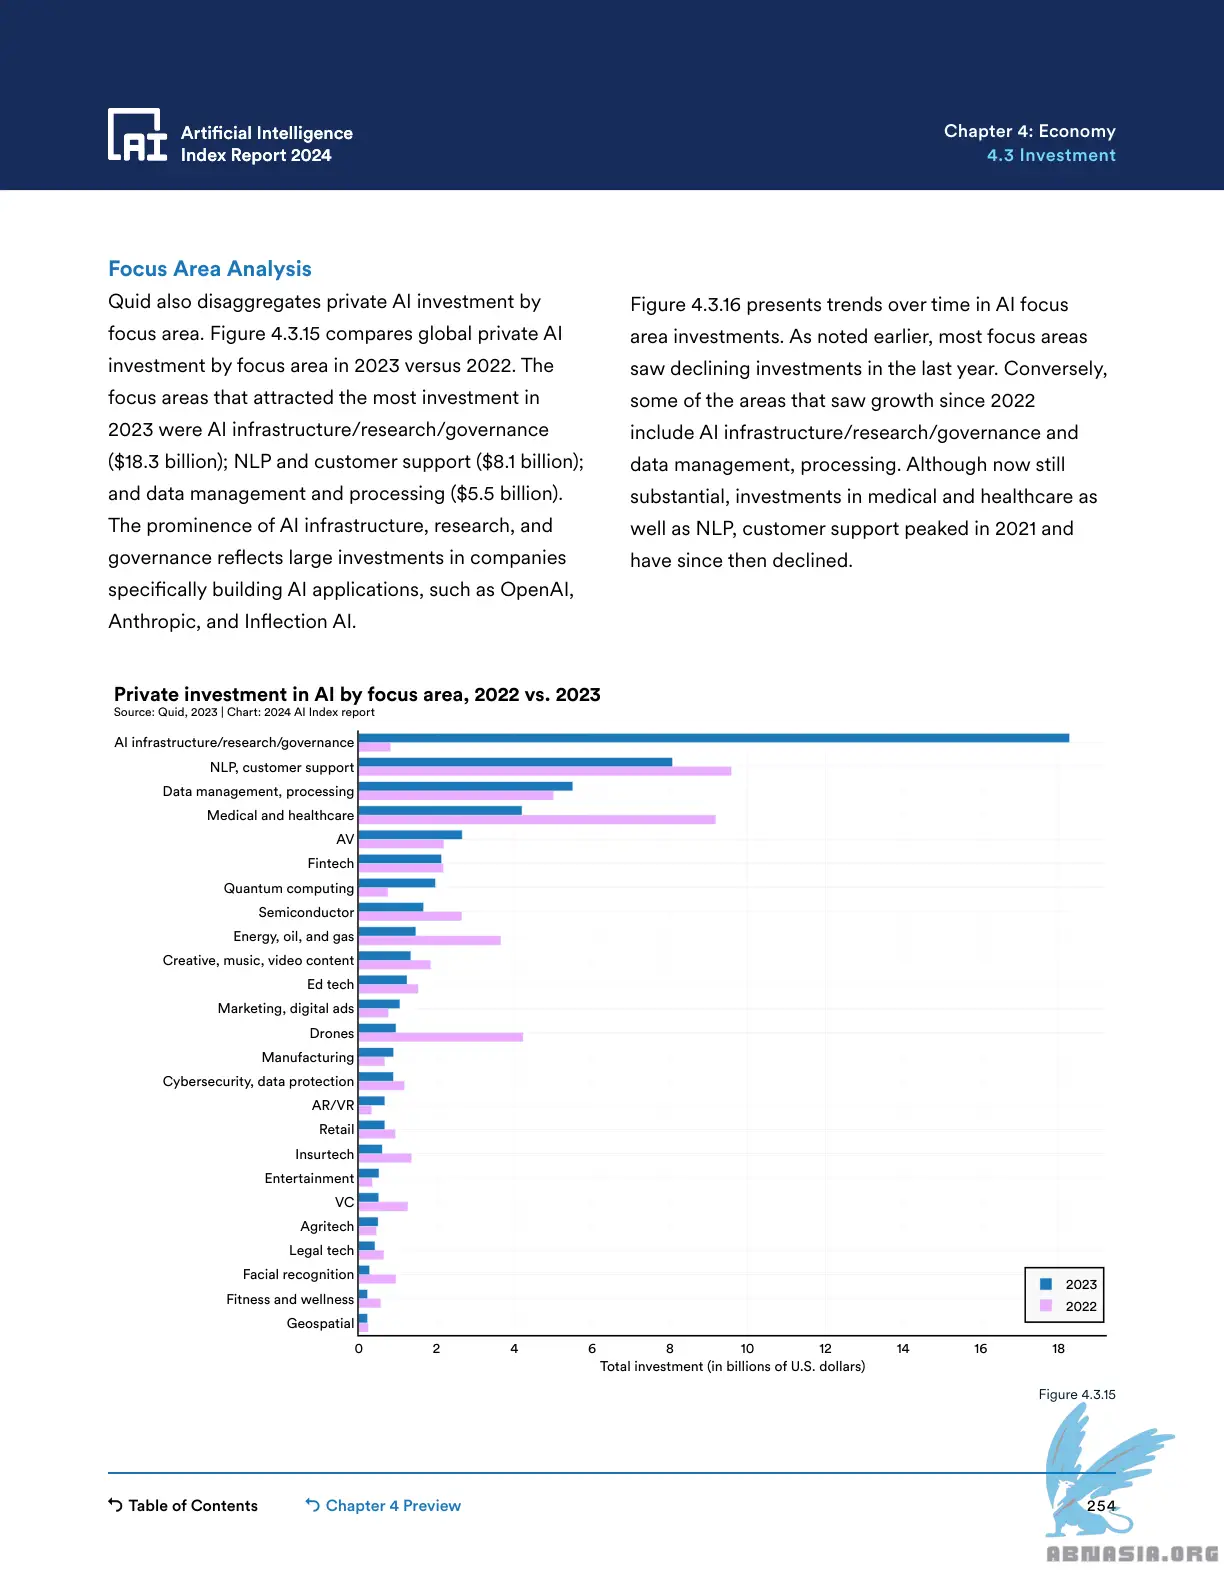 Artificial Intelligence
Index Report 2024
Chapter 4: Economy
4.3 Investment
Focus Area Analysis
Quid also disaggregates private AI investment by
focus area. Figure 4.3.15 compares global private AI
investment by focus area in 2023 versus 2022. The
focus areas that attracted the most investment in
2023 were AI infrastructure/research/governance
($18.3 billion); NLP and customer support ($8.1 billion);
and data management and processing ($5.5 billion).
The prominence of AI infrastructure, research, and
governance reflects large investments in companies
specifically building AI applications, such as OpenAI,
Anthropic, and Inflection AI.
Figure 4.3.16 presents trends over time in AI focus
area investments. As noted earlier, most focus areas
saw declining investments in the last year. Conversely,
some of the areas that saw growth since 2022
include AI infrastructure/research/governance and
data management, processing. Although now still
substantial, investments in medical and healthcare as
well as NLP, customer support peaked in 2021 and
have since then declined.
Private investment in AI by focus area, 2022 vs. 2023
Source: Quid, 2023 | Chart: 2024 AI Index report
AI infrastructure/research/governance
NLP, customer support
Data management, processing
Medical and healthcare
AV
Fintech
Quantum computing
Semiconductor
Energy, oil, and gas
Creative, music, video content
Ed tech
Marketing, digital ads
Drones
Manufacturing
Cybersecurity, data protection
AR/VR
Retail
Insurtech
Entertainment
VC
Agritech
Legal tech
Facial recognition
Fitness and wellness
Geospatial
2023
2022
0 2 4 6 8 10 12 14 16 18
Total investment (in billions of U.S. dollars)
Figure 4.3.15
Table of Contents
Chapter 4 Preview
254
ABNASIA.ORG